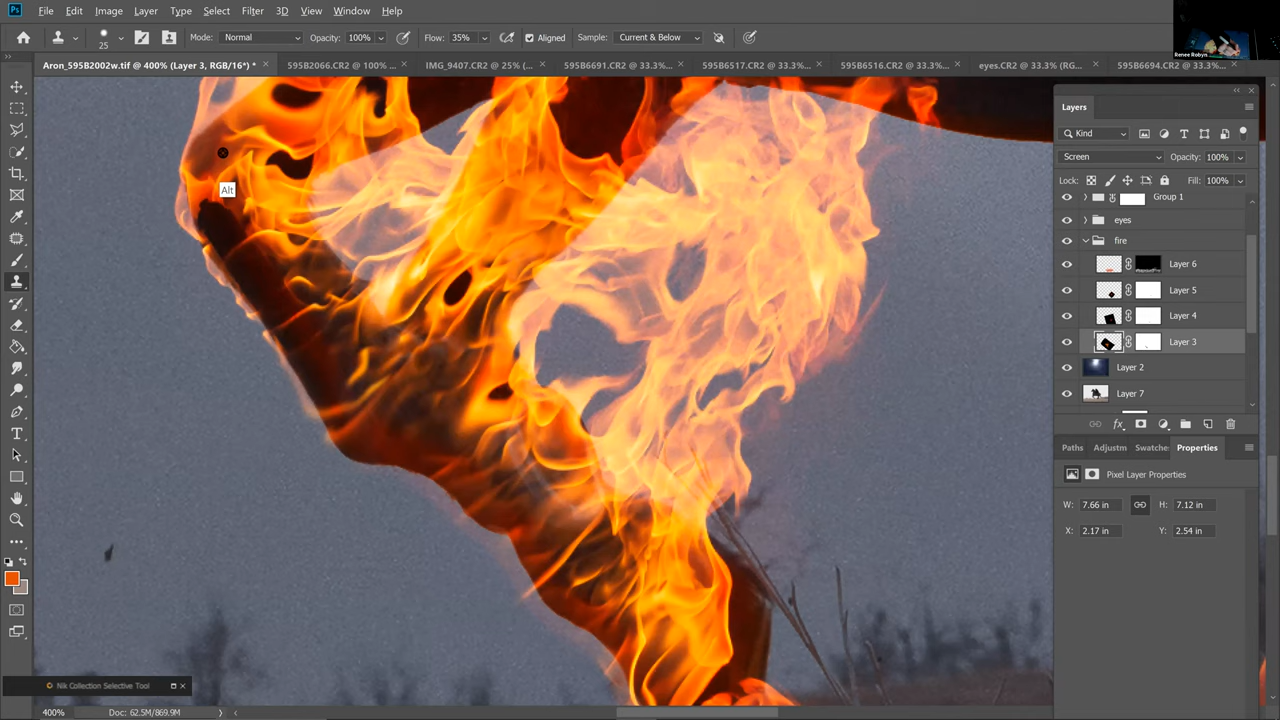 Ps File Edit Image Layer Type Select Filter 3D View Window Help
Renee Robyn
25 Mode: Normal Opacity: 100% Flow: 35% Aligned Sample: Current & Below
Aron_595B2002w.tif @ 400% (Layer 3, RGB/16*) * × 595B2066.CR2 @ 100% ... × IMG_9407.CR2 @ 25% (... × 595B6691.CR2 @ 33.3%... × 595B6517.CR2 @ 33.3%... × 595B6516.CR2 @ 33.3%... × eyes.CR2 @ 33.3% (RG... × 595B6694.CR2 @ 33.3%... ×
Layers
Kind
Screen Opacity: 100%
Lock: Fill: 100%
Group 1
eyes
fire
Layer 6
Layer 5
Layer 4
Layer 3
Layer 2
Layer 7
fx
Paths Adjustm Swatche Properties
Pixel Layer Properties
W: 7.66 in H: 7.12 in
X: 2.17 in Y: 2.54 in
Alt
Nik Collection Selective Tool
400% Doc: 62.5M/869.9M